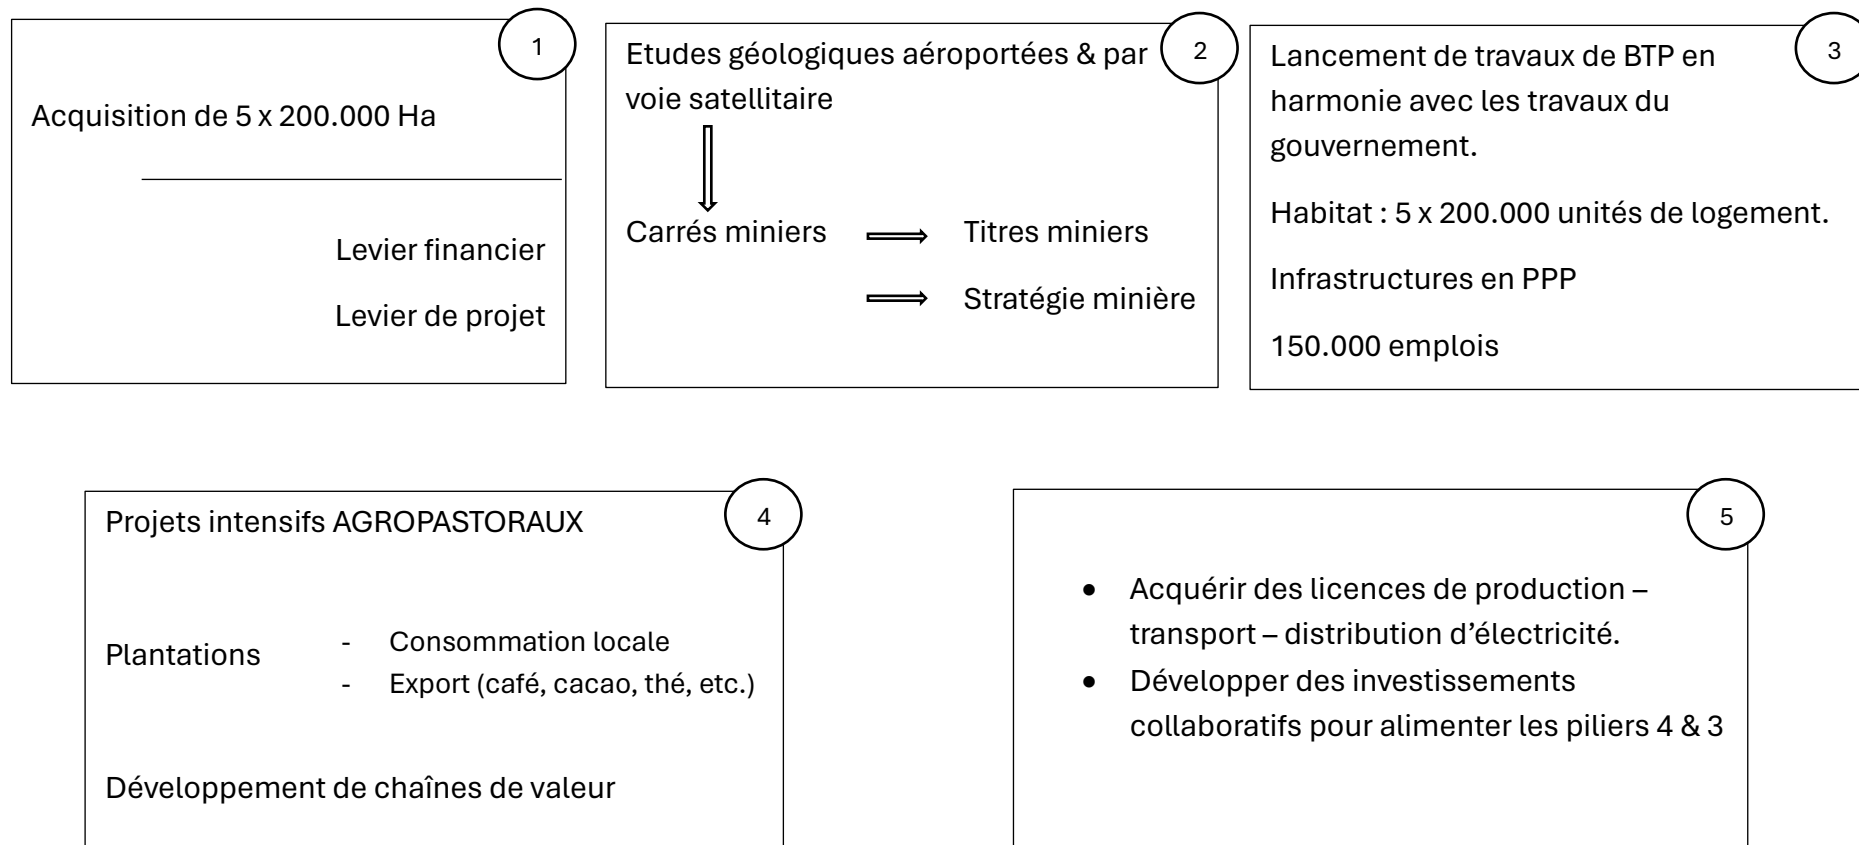 1
Acquisition de 5 x 200.000 Ha
Levier financier
Levier de projet
2
Etudes géologiques aéroportées & par
voie satellitaire
Carrés miniers
Titres miniers
Stratégie minière
3
Lancement de travaux de BTP en
harmonie avec les travaux du
gouvernement.
Habitat : 5 x 200.000 unités de logement.
Infrastructures en PPP
150.000 emplois
4
Projets intensifs AGROPASTORAUX
Plantations
- Consommation locale
- Export (café, cacao, thé, etc.)
Développement de chaînes de valeur
5
• Acquérir des licences de production –
transport – distribution d’électricité.
• Développer des investissements
collaboratifs pour alimenter les piliers 4 & 3